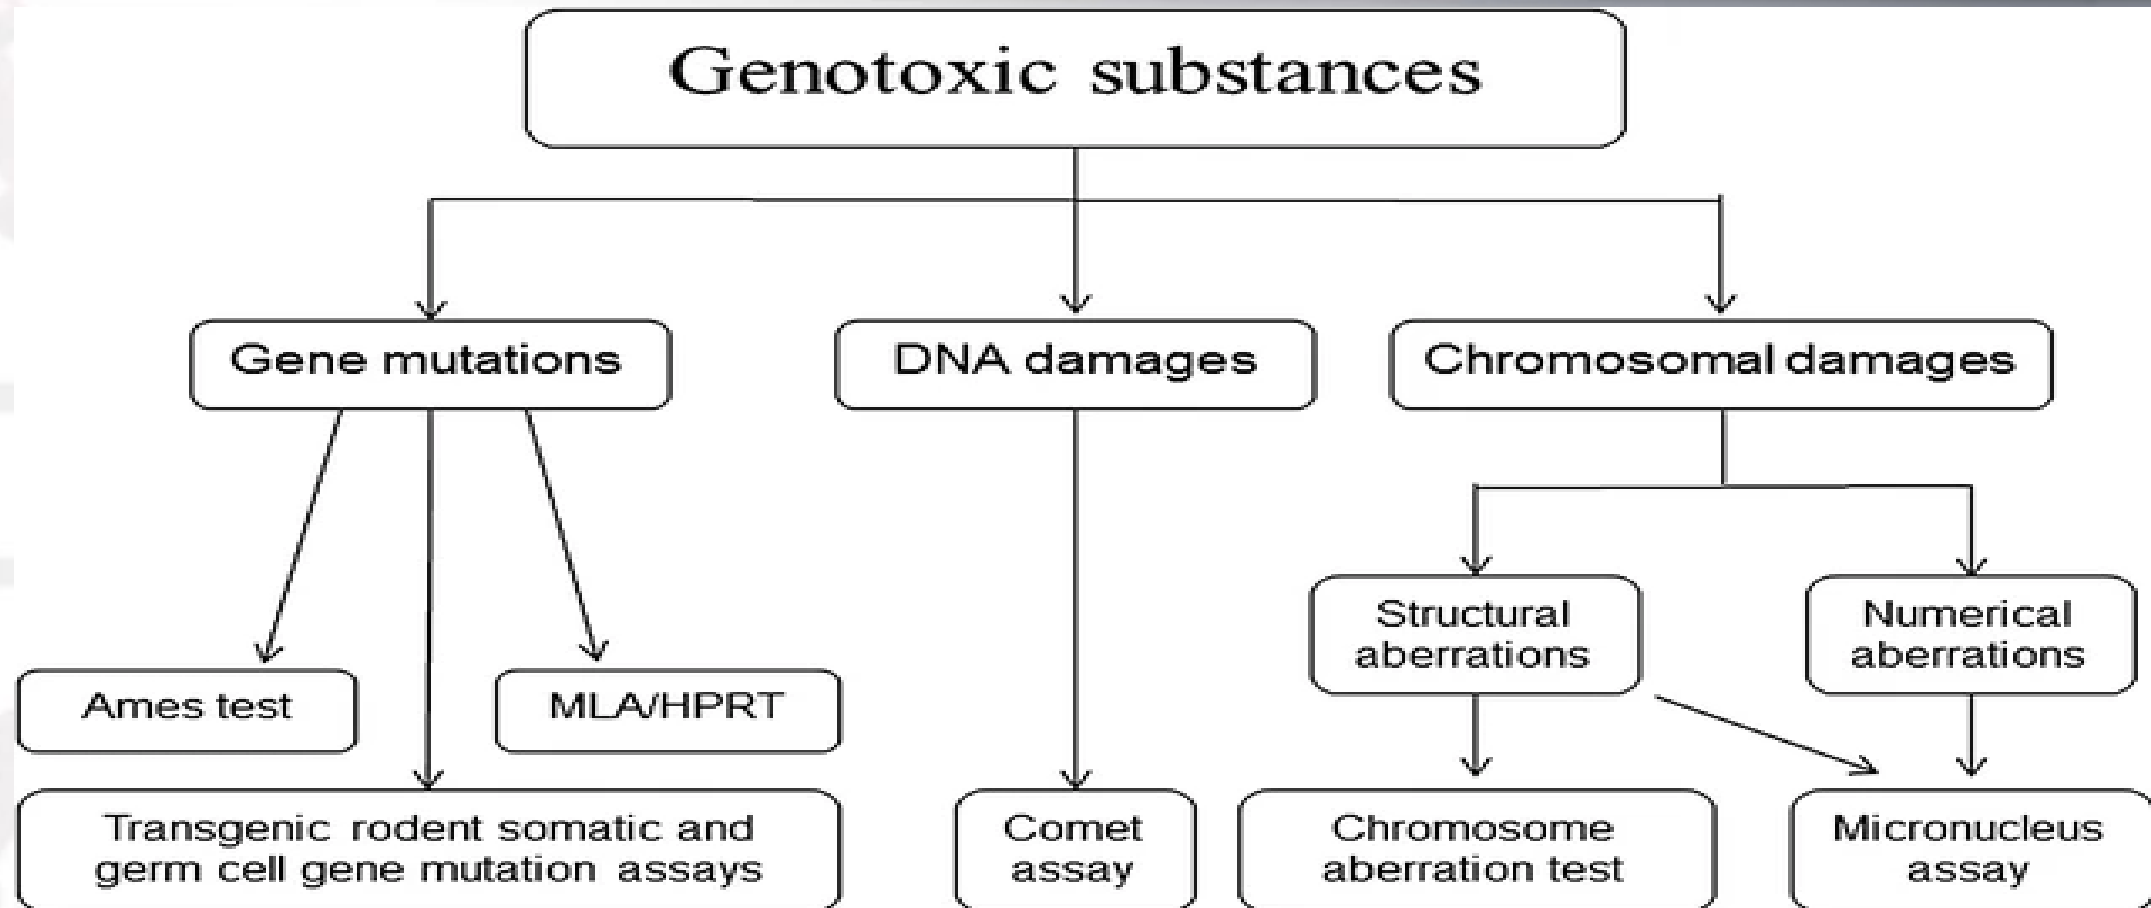 Genotoxic substances
Gene mutations
DNA damages
Chromosomal damages
Structural
aberrations
Numerical
aberrations
Ames test
MLA/HPRT
Transgenic rodent somatic and
germ cell gene mutation assays
Comet
assay
Chromosome
aberration test
Micronucleus
assay